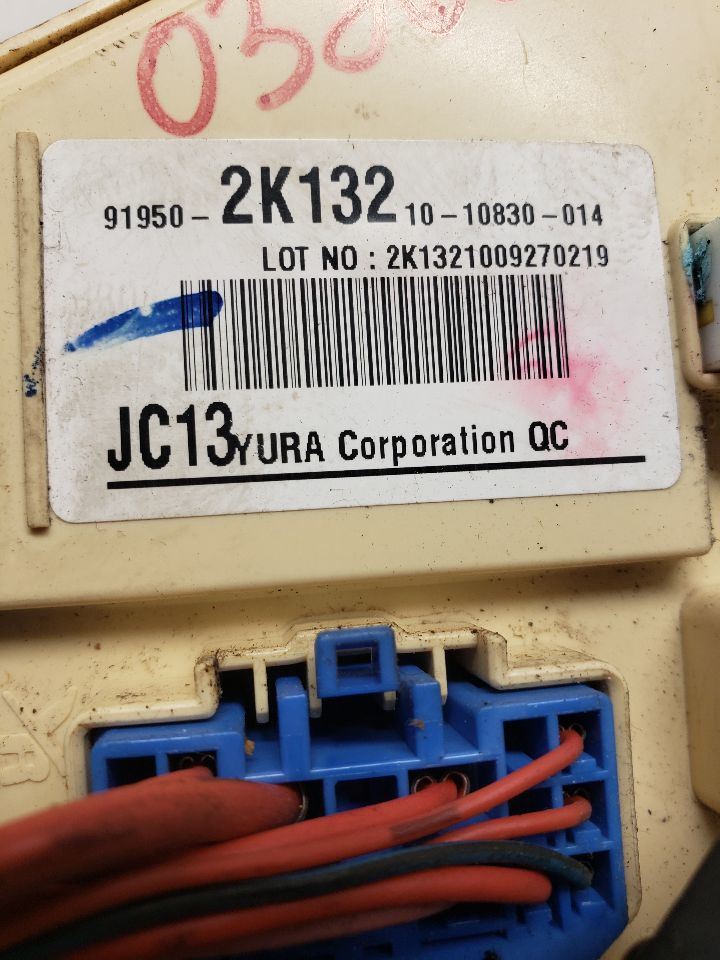 91950 - 2K132 10-10830-014
LOT NO : 2K1321009270219
JC13 YURA Corporation QC